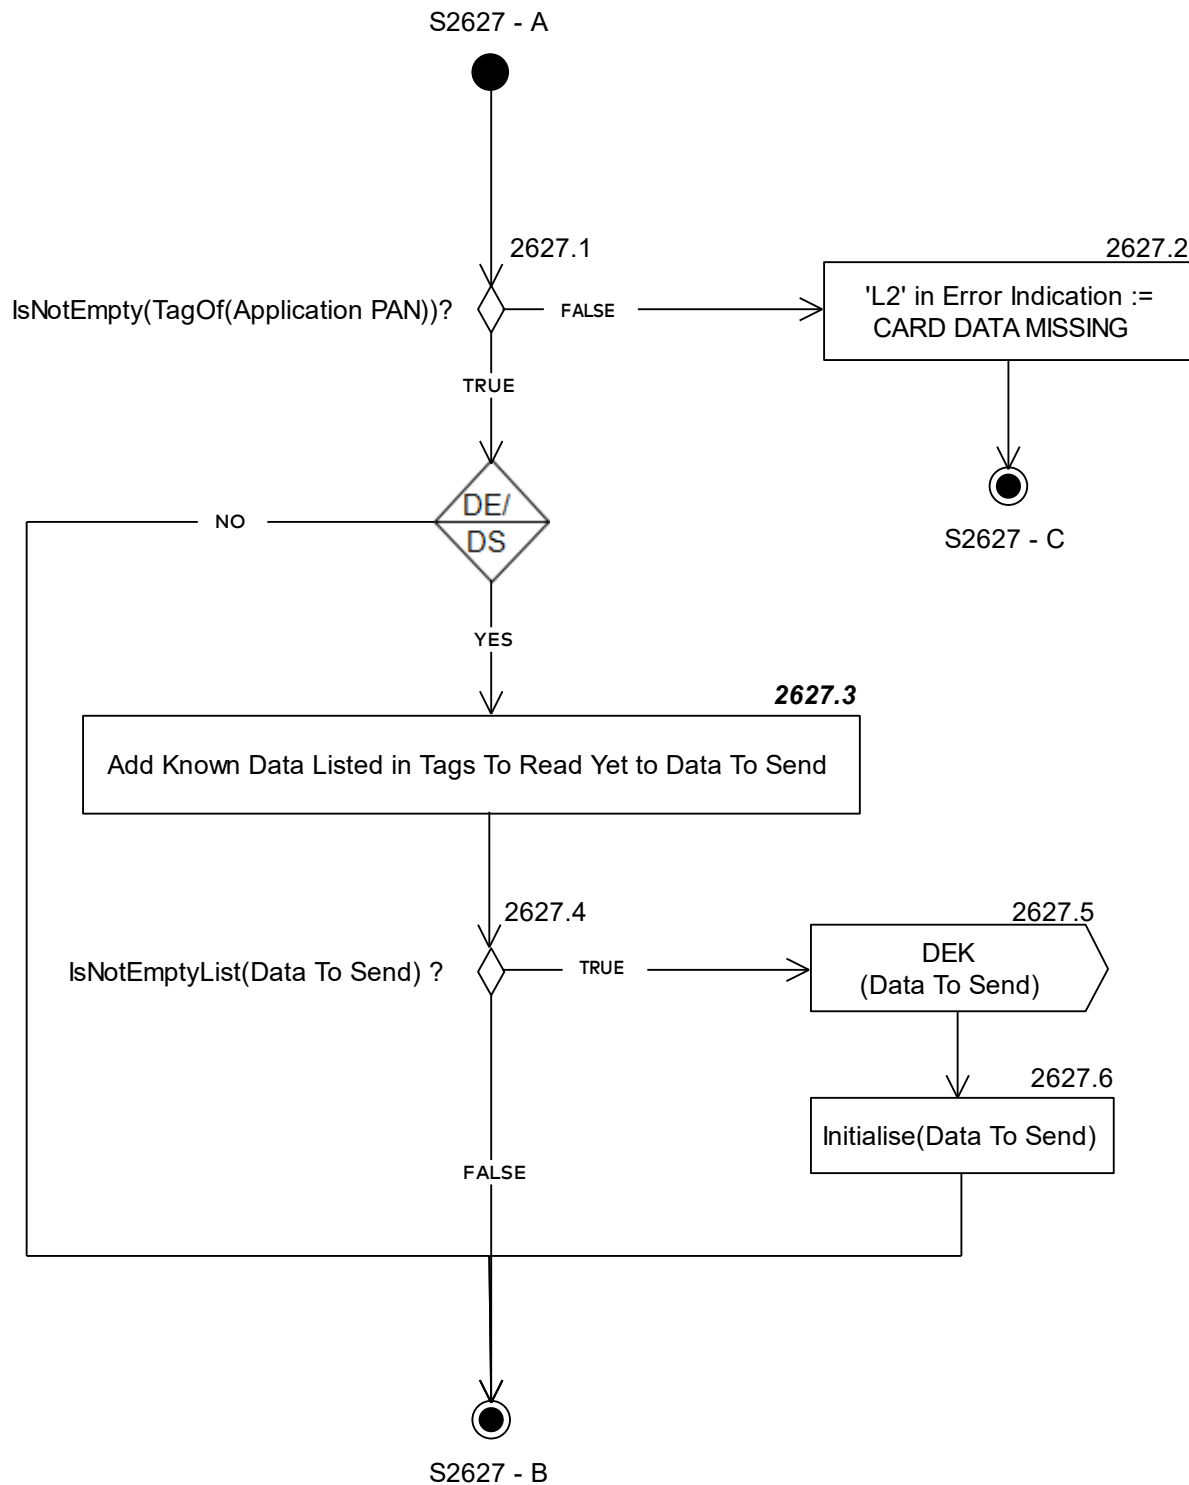 S2627 - A
2627.1
2627.2
IsNotEmpty(TagOf(Application PAN))?
FALSE
'L2' in Error Indication :=
CARD DATA MISSING
TRUE
DE/
DS
NO
S2627 - C
YES
2627.3
Add Known Data Listed in Tags To Read Yet to Data To Send
2627.4
2627.5
IsNotEmptyList(Data To Send) ?
TRUE
DEK
(Data To Send)
2627.6
Initialise(Data To Send)
FALSE
S2627 - B